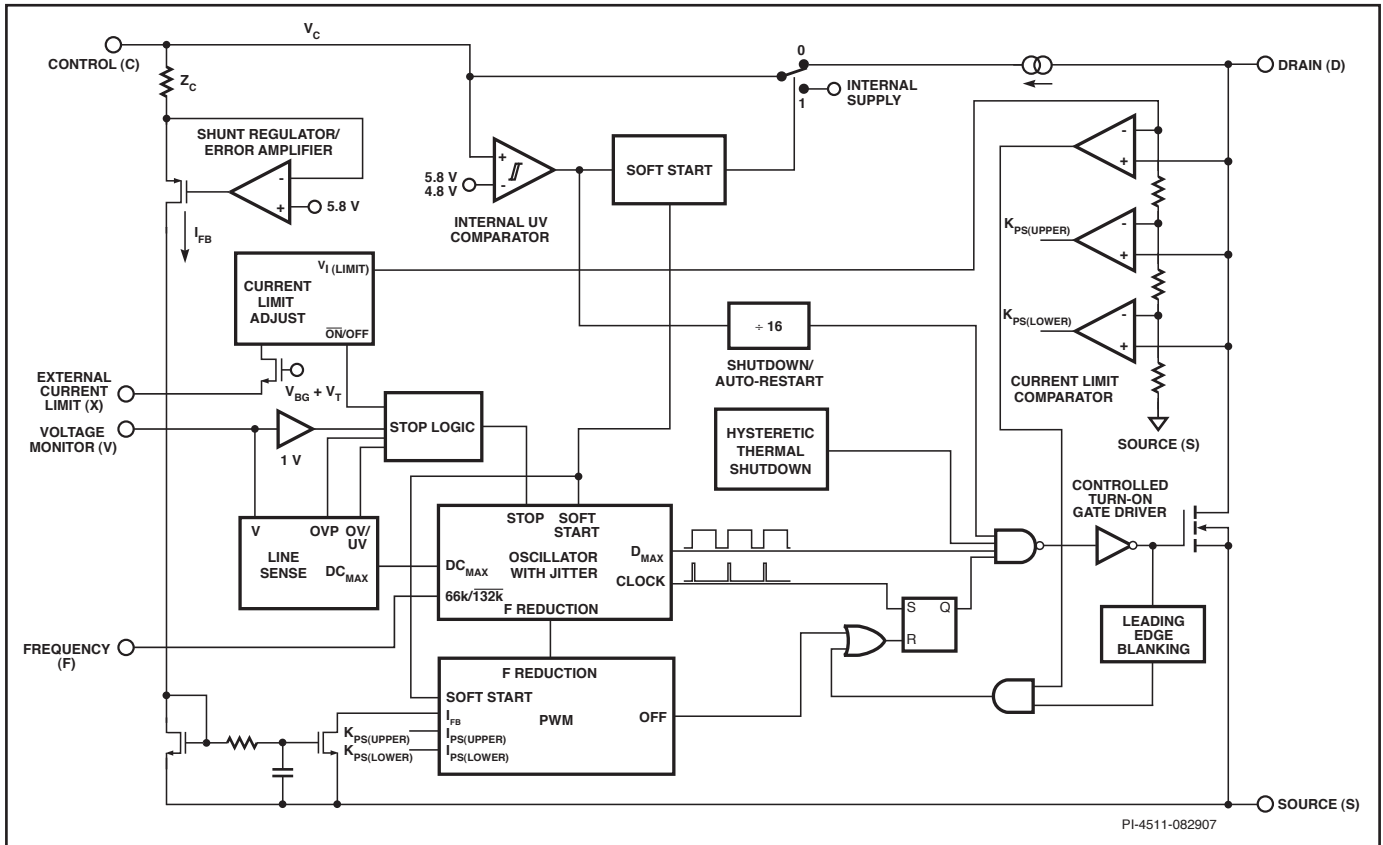 V_C
0
CONTROL (C)
DRAIN (D)
Z_C
INTERNAL
SUPPLY
1
SHUNT REGULATOR/
ERROR AMPLIFIER
-
+
5.8 V
I_FB
+
-
5.8 V
4.8 V
INTERNAL UV
COMPARATOR
SOFT START
-
+
K_PS(UPPER)
-
+
K_PS(LOWER)
-
+
CURRENT LIMIT
COMPARATOR
SOURCE (S)
V_I (LIMIT)
CURRENT
LIMIT
ADJUST
O̅N̅/OFF
÷ 16
SHUTDOWN/
AUTO-RESTART
EXTERNAL
CURRENT
LIMIT (X)
V_BG + V_T
VOLTAGE
MONITOR (V)
1 V
STOP LOGIC
HYSTERETIC
THERMAL
SHUTDOWN
CONTROLLED
TURN-ON
GATE DRIVER
V
OVP
OV/
UV
LINE
SENSE
DC_MAX
STOP
SOFT
START
OSCILLATOR
WITH JITTER
DC_MAX
66k/1̅3̅2̅k̅
F REDUCTION
D_MAX
CLOCK
S
Q
R
LEADING
EDGE
BLANKING
FREQUENCY
(F)
F REDUCTION
SOFT START
PWM
OFF
I_FB
K_PS(UPPER)
I_PS(UPPER)
K_PS(LOWER)
I_PS(LOWER)
SOURCE (S)
PI-4511-082907